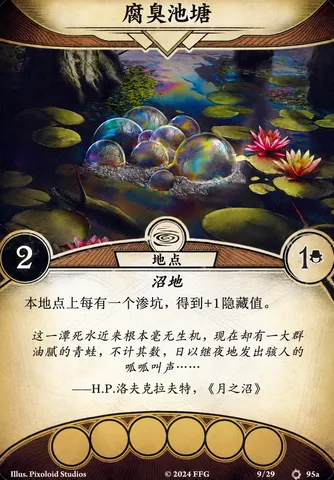 腐臭池塘
2
地点
1
沼地
本地点上每有一个渗坑，得到+1隐藏值。
这一潭死水近来根本毫无生机，现在却有一大群
油腻的青蛙，不计其数，日以继夜地发出骇人的
呱呱叫声……
——H.P.洛夫克拉夫特，《月之沼》
Illus. Pixoloid Studios © 2024 FFG 9/29 95a